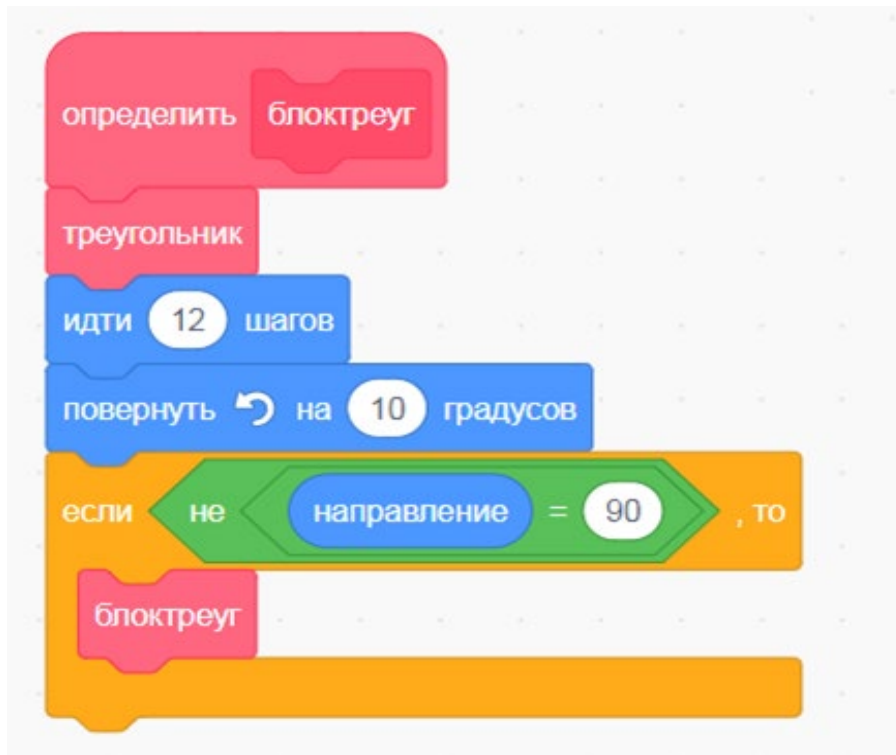 определить блоктреуг
треугольник
идти 12 шагов
повернуть на 10 градусов
если не направление = 90 , то
блоктреуг